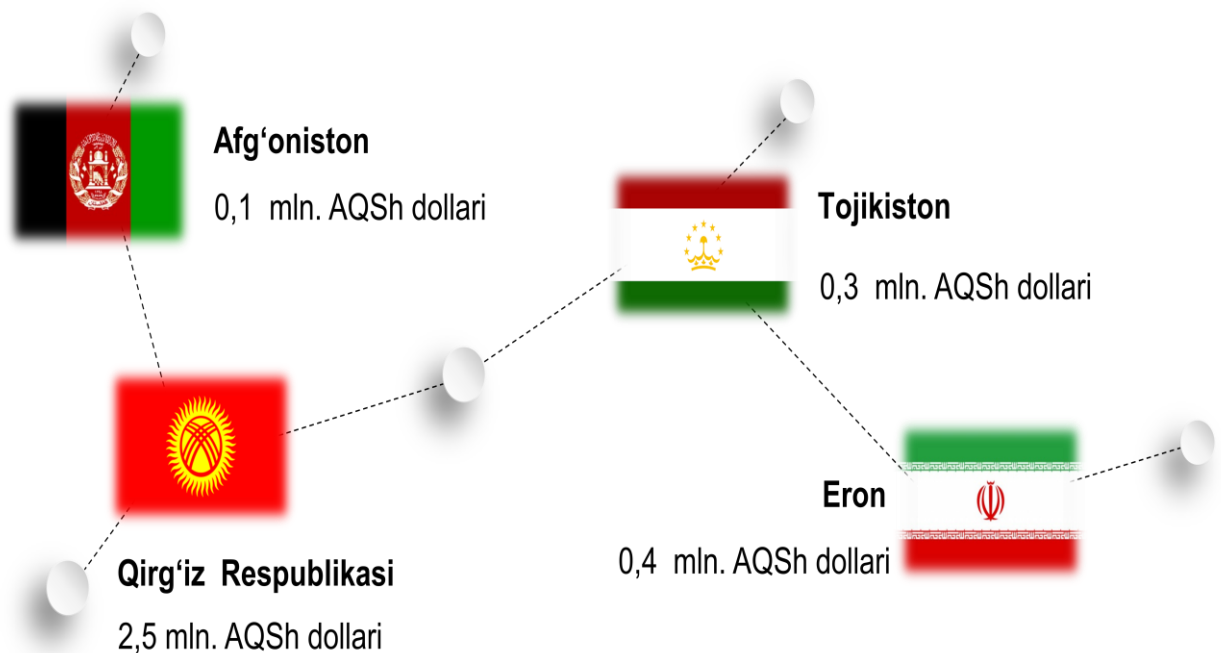 Afg‘oniston
0,1 mln. AQSh dollari
Tojikiston
0,3 mln. AQSh dollari
Eron
0,4 mln. AQSh dollari
Qirg‘iz Respublikasi
2,5 mln. AQSh dollari